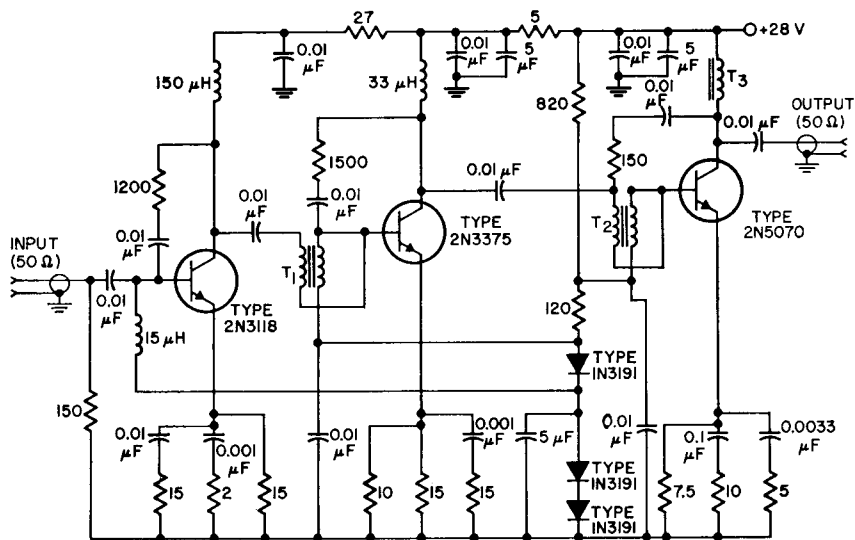 27
5
+28 V
0.01
μF
0.01
μF
5
μF
0.01
μF
5
μF
150 μH
33 μH
820
T3
0.01
μF
OUTPUT
(50 Ω)
0.01 μF
1200
1500
150
0.01
μF
0.01
μF
0.01
μF
0.01 μF
INPUT
(50 Ω)
T1
T2
TYPE
2N3375
TYPE
2N5070
0.01
μF
TYPE
2N3118
15 μH
120
TYPE
1N3191
150
0.01
μF
0.001
μF
0.01
μF
0.001
μF
5 μF
0.01
μF
0.1
μF
0.0033
μF
15
2
15
10
15
15
TYPE
1N3191
TYPE
1N3191
7.5
10
5